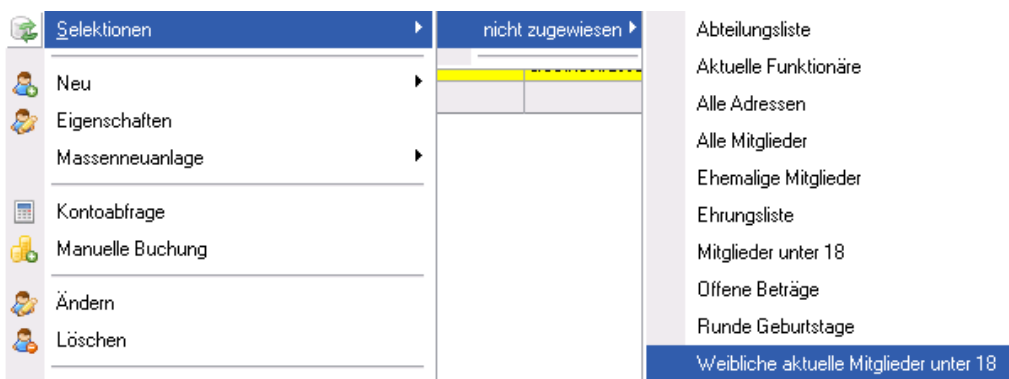 Selektionen
Neu
Eigenschaften
Massenneuanlage
Kontoabfrage
Manuelle Buchung
Ändern
Löschen
nicht zugewiesen
Abteilungsliste
Aktuelle Funktionäre
Alle Adressen
Alle Mitglieder
Ehemalige Mitglieder
Ehrungsliste
Mitglieder unter 18
Offene Beträge
Runde Geburtstage
Weibliche aktuelle Mitglieder unter 18